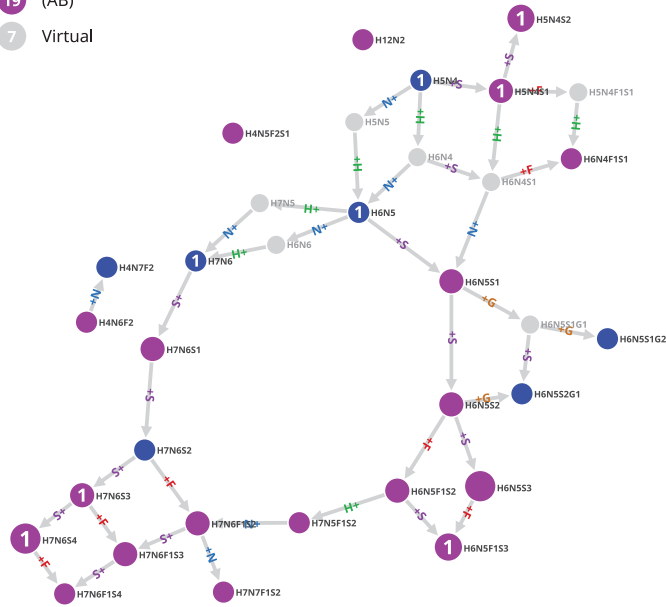 19 (AB)
7 Virtual
1 H5N4S2
H12N2
1 H5N4
+S
+S
1 H5N4S1
+F
H5N4F1S1
N+
H5N5
H+
H+
H+
H4N5F2S1
H6N4
+S
H6N4S1
+F
H6N4F1S1
H+
N+
H7N5
H+
1 H6N5
N+
N+
H6N6
N+
H+
1 H7N6
+S
H4N7F2
+N
H4N6F2
S+
H6N5S1
+G
H6N5S1G1
+G
H6N5S1G2
H7N6S1
+S
+S
+S
H6N5S2G1
+G
H6N5S2
H7N6S2
+F
+S
S+
+F
1 H7N6S3
H6N5F1S2
H6N5S3
S+
+F
H+
+S
+F
1 H7N6S4
H7N6F1S2
N+
H7N5F1S2
S+
1 H6N5F1S3
H7N6F1S3
+N
+F
S+
H7N6F1S4
H7N7F1S2